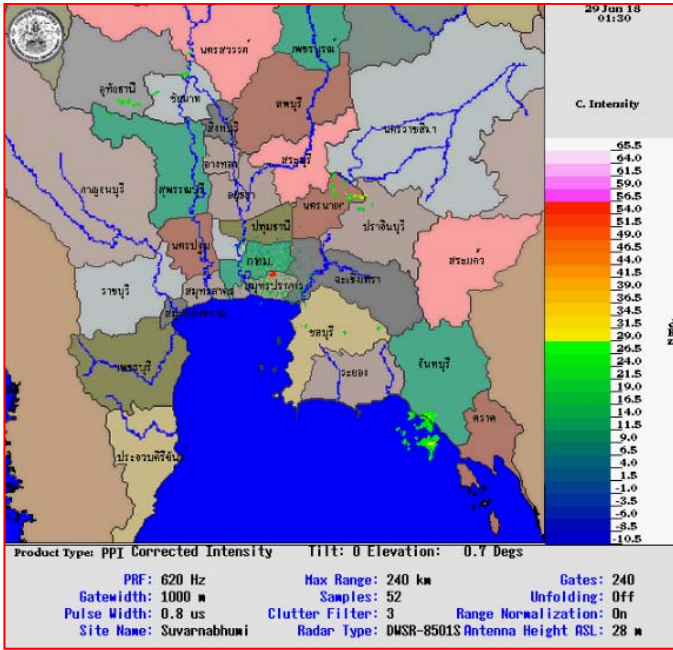 29 Jun 18
01:30
C. Intensity
65.5
64.0
61.5
59.0
56.5
54.0
51.5
49.0
46.5
44.0
41.5
39.0
36.5
34.0
31.5
29.0
26.5
24.0
21.5
19.0
16.5
14.0
11.5
9.0
6.5
4.0
1.5
-1.0
-3.5
-6.0
-8.5
-10.5
นครสวรรค์
เพชรบูรณ์
อุทัยธานี
ชัยนาท
ลพบุรี
สิงห์บุรี
นครราชสีมา
อ่างทอง
สระบุรี
กาญจนบุรี
สุพรรณบุรี
อยุธยา
นครนายก
ปราจีนบุรี
ปทุมธานี
นครปฐม
กทม.
สระแก้ว
ราชบุรี
สมุทรสาคร
สมุทรปราการ
ฉะเชิงเทรา
สมุทรสงคราม
ชลบุรี
เพชรบุรี
ระยอง
จันทบุรี
ตราด
ประจวบคีรีขันธ์
Product Type: PPI Corrected Intensity Tilt: 0 Elevation: 0.7 Degs
PRF: 620 Hz Max Range: 240 km Gates: 240
Gatewidth: 1000 m Samples: 52 Unfolding: Off
Pulse Width: 0.8 us Clutter Filter: 3 Range Normalization: On
Site Name: Suvarnabhumi Radar Type: DWSR-8501S Antenna Height ASL: 28 m